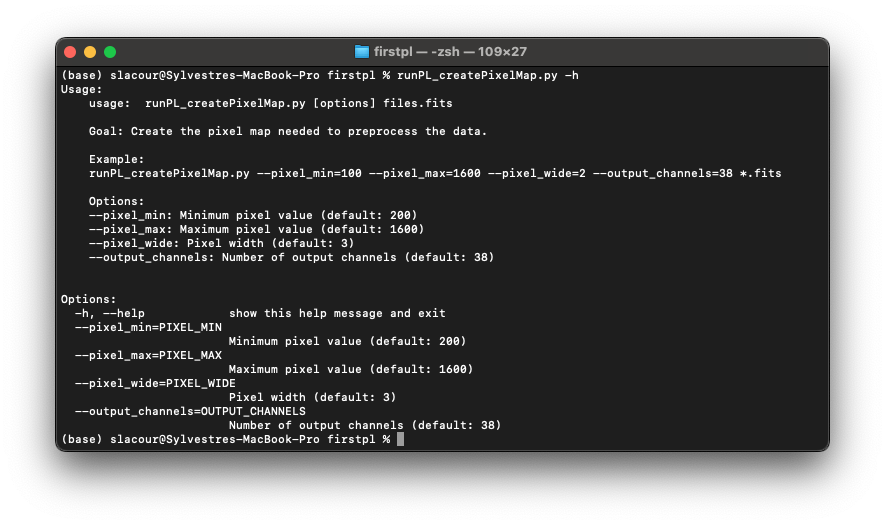 firstpl — -zsh — 109×27
(base) slacour@Sylvestres-MacBook-Pro firstpl % runPL_createPixelMap.py -h
Usage:
    usage:  runPL_createPixelMap.py [options] files.fits

    Goal: Create the pixel map needed to preprocess the data.

    Example:
    runPL_createPixelMap.py --pixel_min=100 --pixel_max=1600 --pixel_wide=2 --output_channels=38 *.fits

    Options:
    --pixel_min: Minimum pixel value (default: 200)
    --pixel_max: Maximum pixel value (default: 1600)
    --pixel_wide: Pixel width (default: 3)
    --output_channels: Number of output channels (default: 38)


Options:
  -h, --help            show this help message and exit
  --pixel_min=PIXEL_MIN
                        Minimum pixel value (default: 200)
  --pixel_max=PIXEL_MAX
                        Maximum pixel value (default: 1600)
  --pixel_wide=PIXEL_WIDE
                        Pixel width (default: 3)
  --output_channels=OUTPUT_CHANNELS
                        Number of output channels (default: 38)
(base) slacour@Sylvestres-MacBook-Pro firstpl %